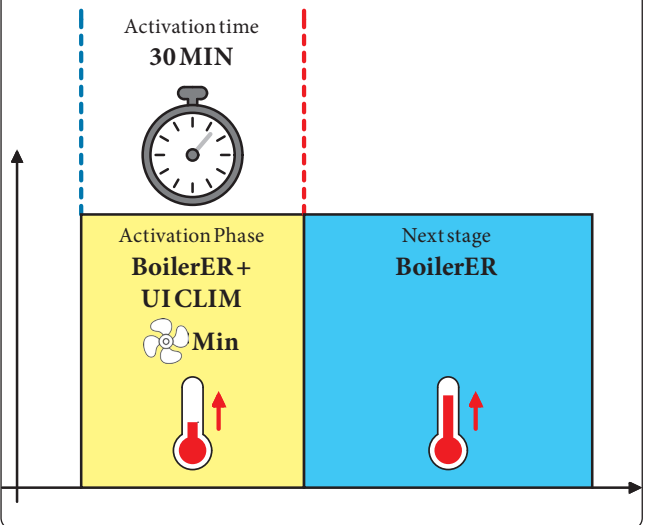 Activation time
30 MIN
Activation Phase
BoilerER +
UI CLIM
Min
Next stage
BoilerER